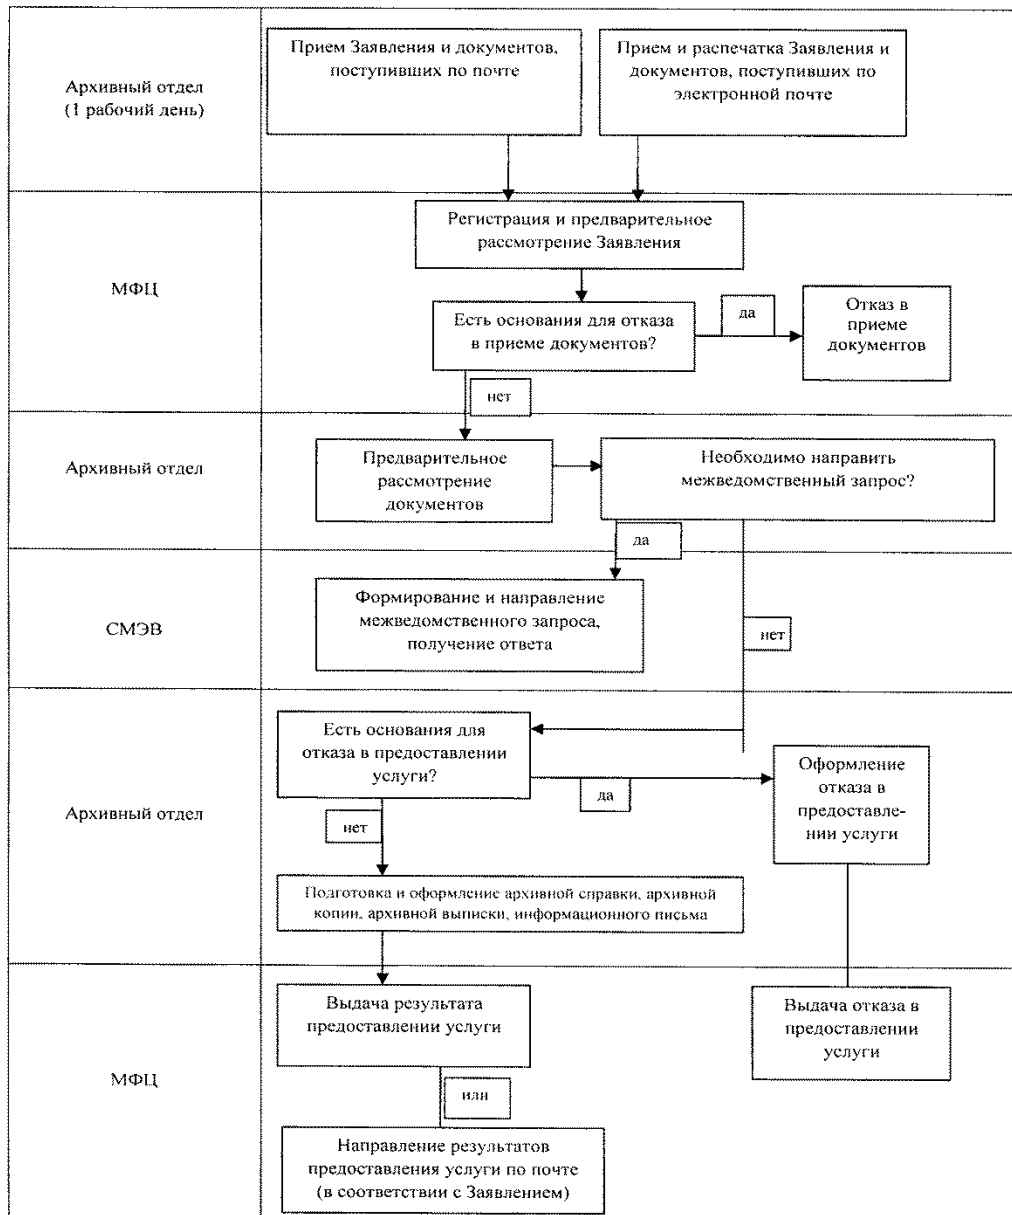 Архивный отдел
(1 рабочий день)
Прием Заявления и документов,
поступивших по почте
Прием и распечатка Заявления и
документов, поступивших по
электронной почте
МФЦ
Регистрация и предварительное
рассмотрение Заявления
Есть основания для отказа
в приеме документов?
да
Отказ в
приеме
документов
нет
Архивный отдел
Предварительное
рассмотрение
документов
Необходимо направить
межведомственный запрос?
да
СМЭВ
Формирование и направление
межведомственного запроса,
получение ответа
нет
Архивный отдел
Есть основания для
отказа в предоставлении
услуги?
да
Оформление
отказа в
предоставле-
нии услуги
нет
Подготовка и оформление архивной справки, архивной
копии, архивной выписки, информационного письма
МФЦ
Выдача результата
предоставлении услуги
Выдача отказа в
предоставлении
услуги
или
Направление результатов
предоставления услуги по почте
(в соответствии с Заявлением)